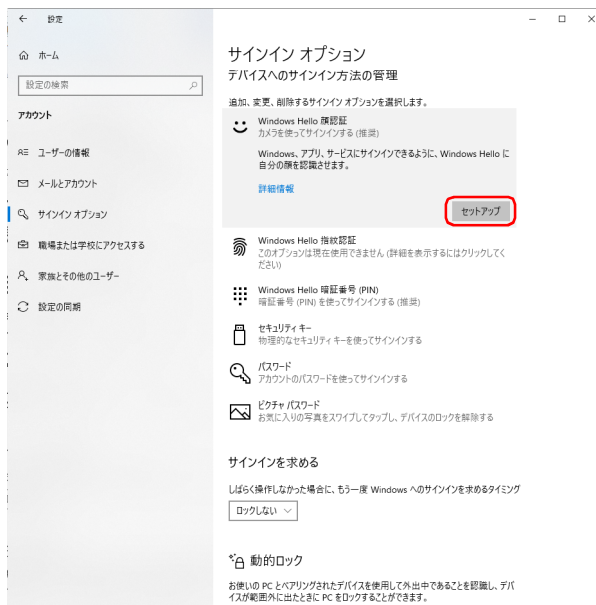 設定
ホーム
設定の検索
アカウント
ユーザーの情報
メールとアカウント
サインイン オプション
職場または学校にアクセスする
家族とその他のユーザー
設定の同期
サインイン オプション
デバイスへのサインイン方法の管理
追加、変更、削除するサインイン オプションを選択します。
Windows Hello 顔認証
カメラを使ってサインインする (推奨)
Windows、アプリ、サービスにサインインできるように、Windows Hello に
自分の顔を認識させます。
詳細情報
セットアップ
Windows Hello 指紋認証
このオプションは現在使用できません (詳細を表示するにはクリックしてく
ださい)
Windows Hello 暗証番号 (PIN)
暗証番号 (PIN) を使ってサインインする (推奨)
セキュリティ キー
物理的なセキュリティ キーを使ってサインインする
パスワード
アカウントのパスワードを使ってサインインする
ピクチャ パスワード
お気に入りの写真をスワイプしてタップし、デバイスのロックを解除する
サインインを求める
しばらく操作しなかった場合に、もう一度 Windows へのサインインを求めるタイミング
ロックしない
動的ロック
お使いの PC とペアリングされたデバイスを使用して外出中であることを認識し、デバ
イスが範囲外に出たときに PC をロックすることができます。